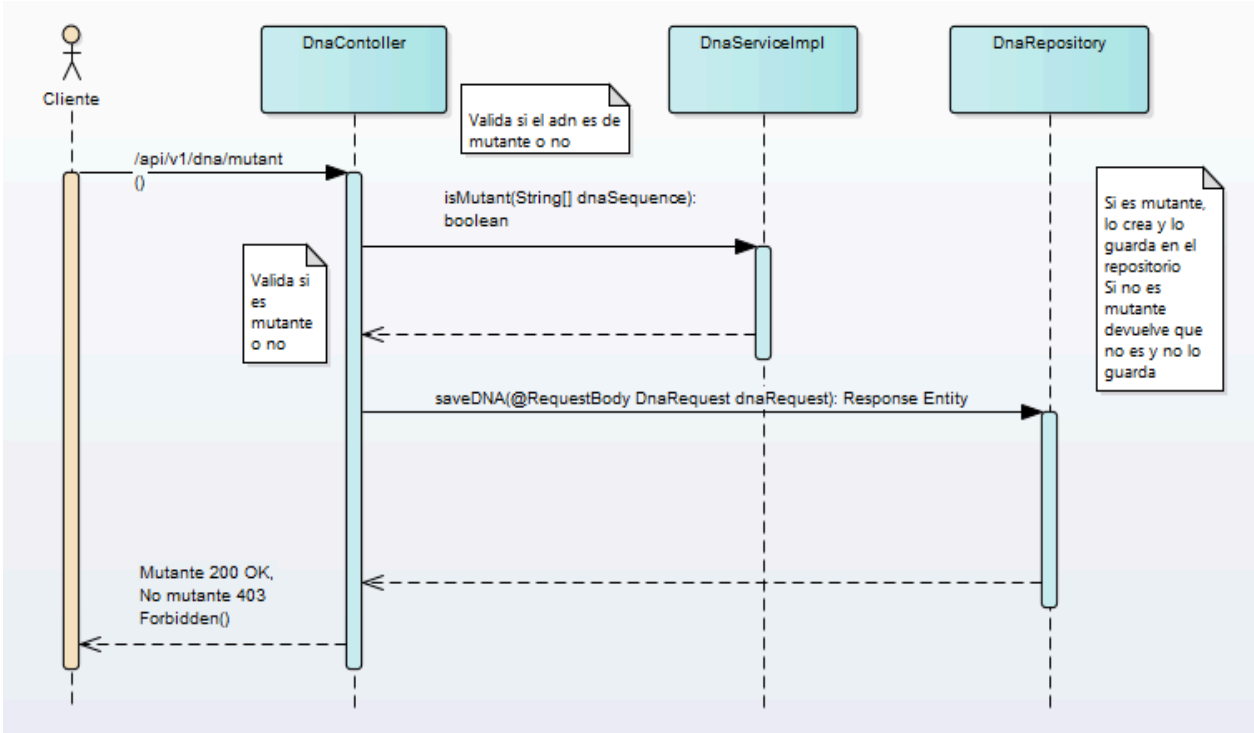 DnaContoller
DnaServiceImpl
DnaRepository
Cliente
Valida si el adn es de
mutante o no
/api/v1/dna/mutant
()
isMutant(String[] dnaSequence):
boolean
Si es mutante,
lo crea y lo
guarda en el
repositorio
Si no es
mutante
devuelve que
no es y no lo
guarda
Valida si
es
mutante
o no
saveDNA(@RequestBody DnaRequest dnaRequest): Response Entity
Mutante 200 OK,
No mutante 403
Forbidden()